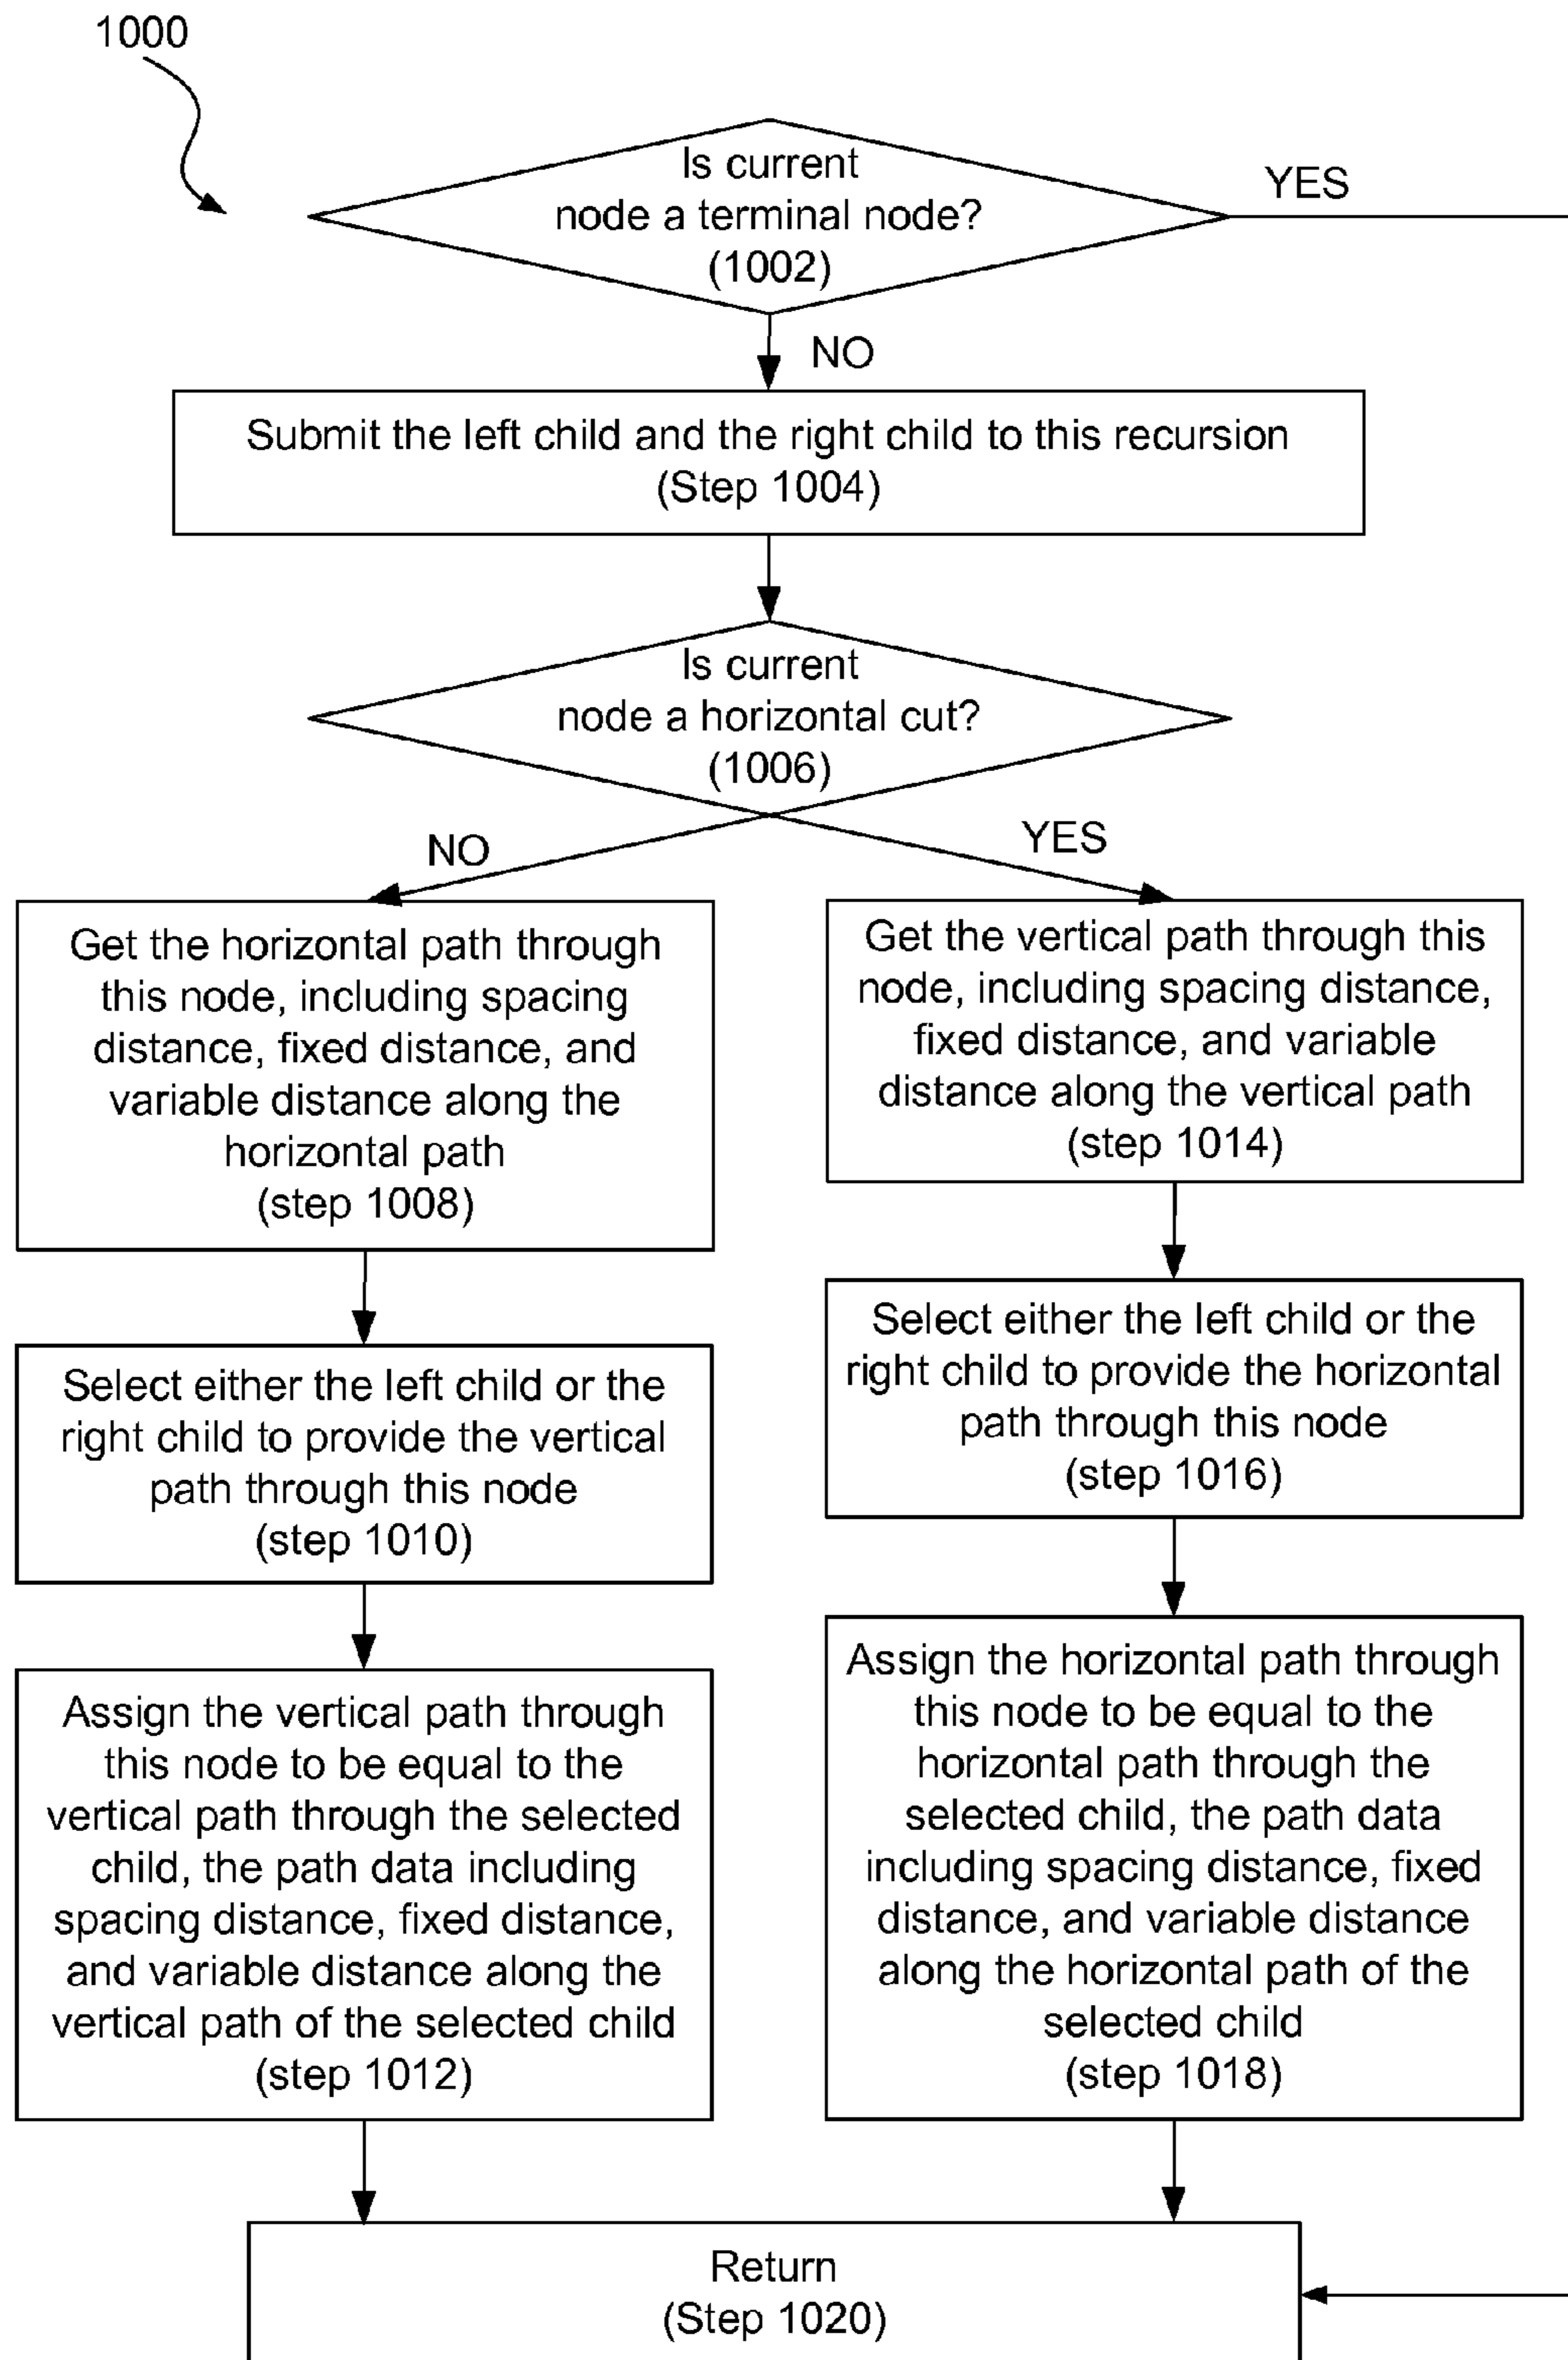 1000
Is current
node a terminal node?
(1002)
YES
NO
Submit the left child and the right child to this recursion
(Step 1004)
Is current
node a horizontal cut?
(1006)
NO
YES
Get the horizontal path through
this node, including spacing
distance, fixed distance, and
variable distance along the
horizontal path
(step 1008)
Select either the left child or the
right child to provide the vertical
path through this node
(step 1010)
Assign the vertical path through
this node to be equal to the
vertical path through the selected
child, the path data including
spacing distance, fixed distance,
and variable distance along the
vertical path of the selected child
(step 1012)
Get the vertical path through this
node, including spacing distance,
fixed distance, and variable
distance along the vertical path
(step 1014)
Select either the left child or the
right child to provide the horizontal
path through this node
(step 1016)
Assign the horizontal path through
this node to be equal to the
horizontal path through the
selected child, the path data
including spacing distance, fixed
distance, and variable distance
along the horizontal path of the
selected child
(step 1018)
Return
(Step 1020)